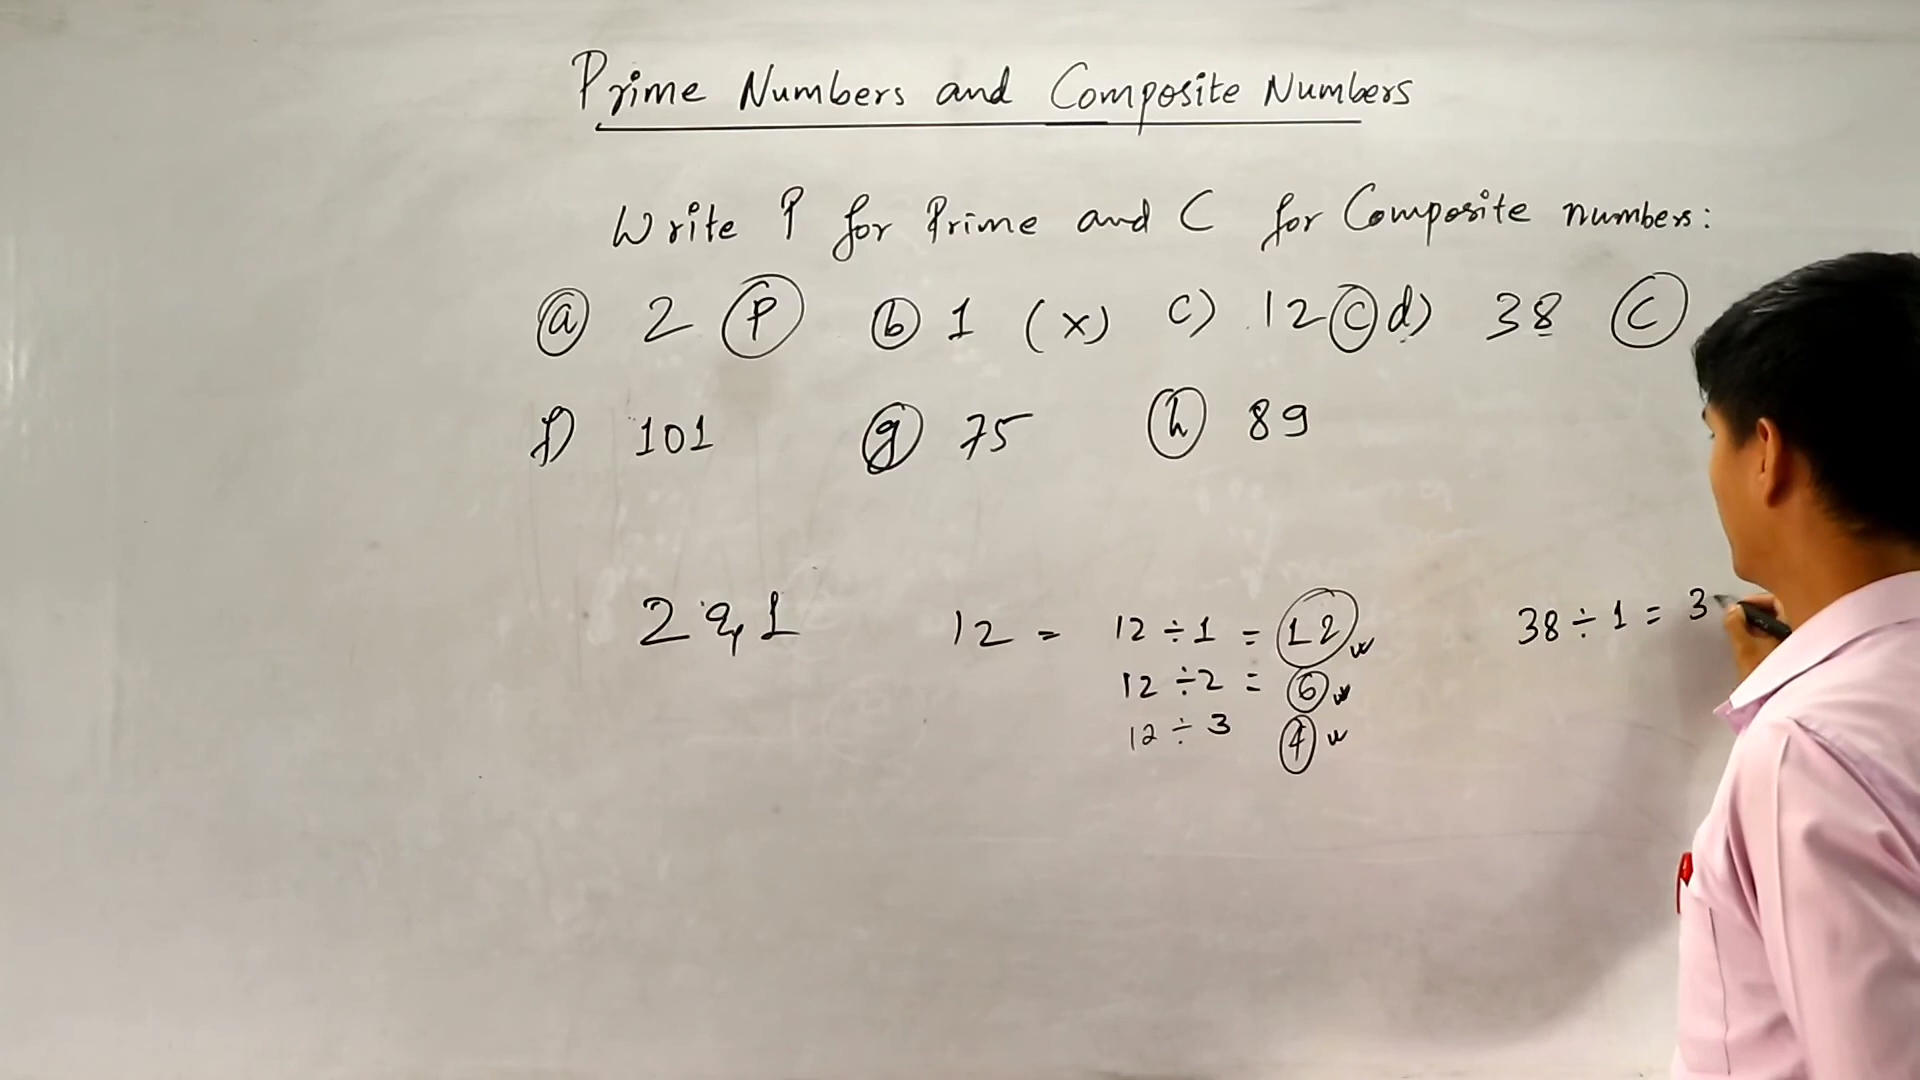 Prime Numbers and Composite Numbers
Write P for Prime and C for Composite numbers:
a 2 P b 1 (x) c) 12 C d) 38 C
f) 101 g 75 h 89
2 & 1 12 = 12 ÷ 1 = 12 38 ÷ 1 = 3
12 ÷ 2 = 6
12 ÷ 3 4